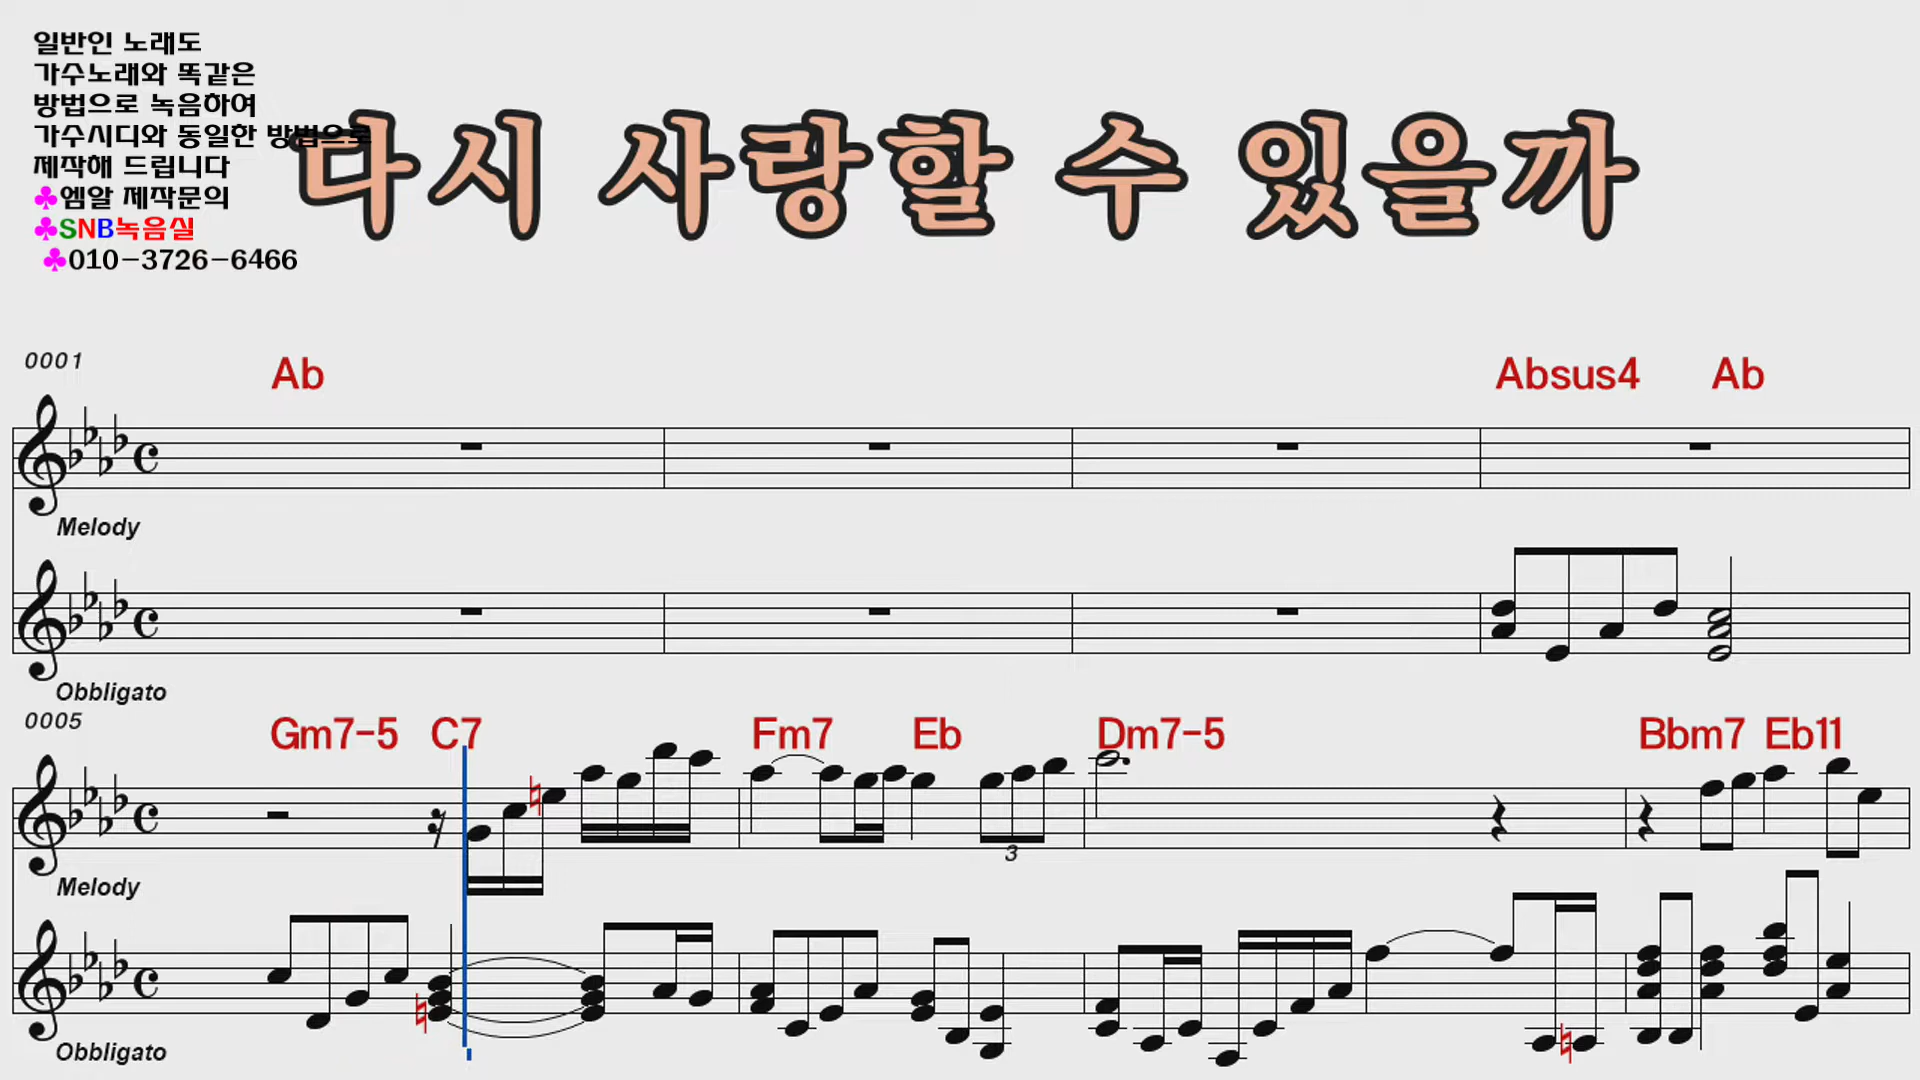 일반인 노래도
가수노래와 똑같은
방법으로 녹음하여
가수시디와 동일한 방법으로
제작해 드립니다
♣엠알 제작문의
♣SNB녹음실
♣010-3726-6466
다시 사랑할 수 있을까
0001
Ab Absus4 Ab
Melody
Obbligato
0005
Gm7-5 C7 Fm7 Eb Dm7-5 Bbm7 Eb11
3
Melody
Obbligato